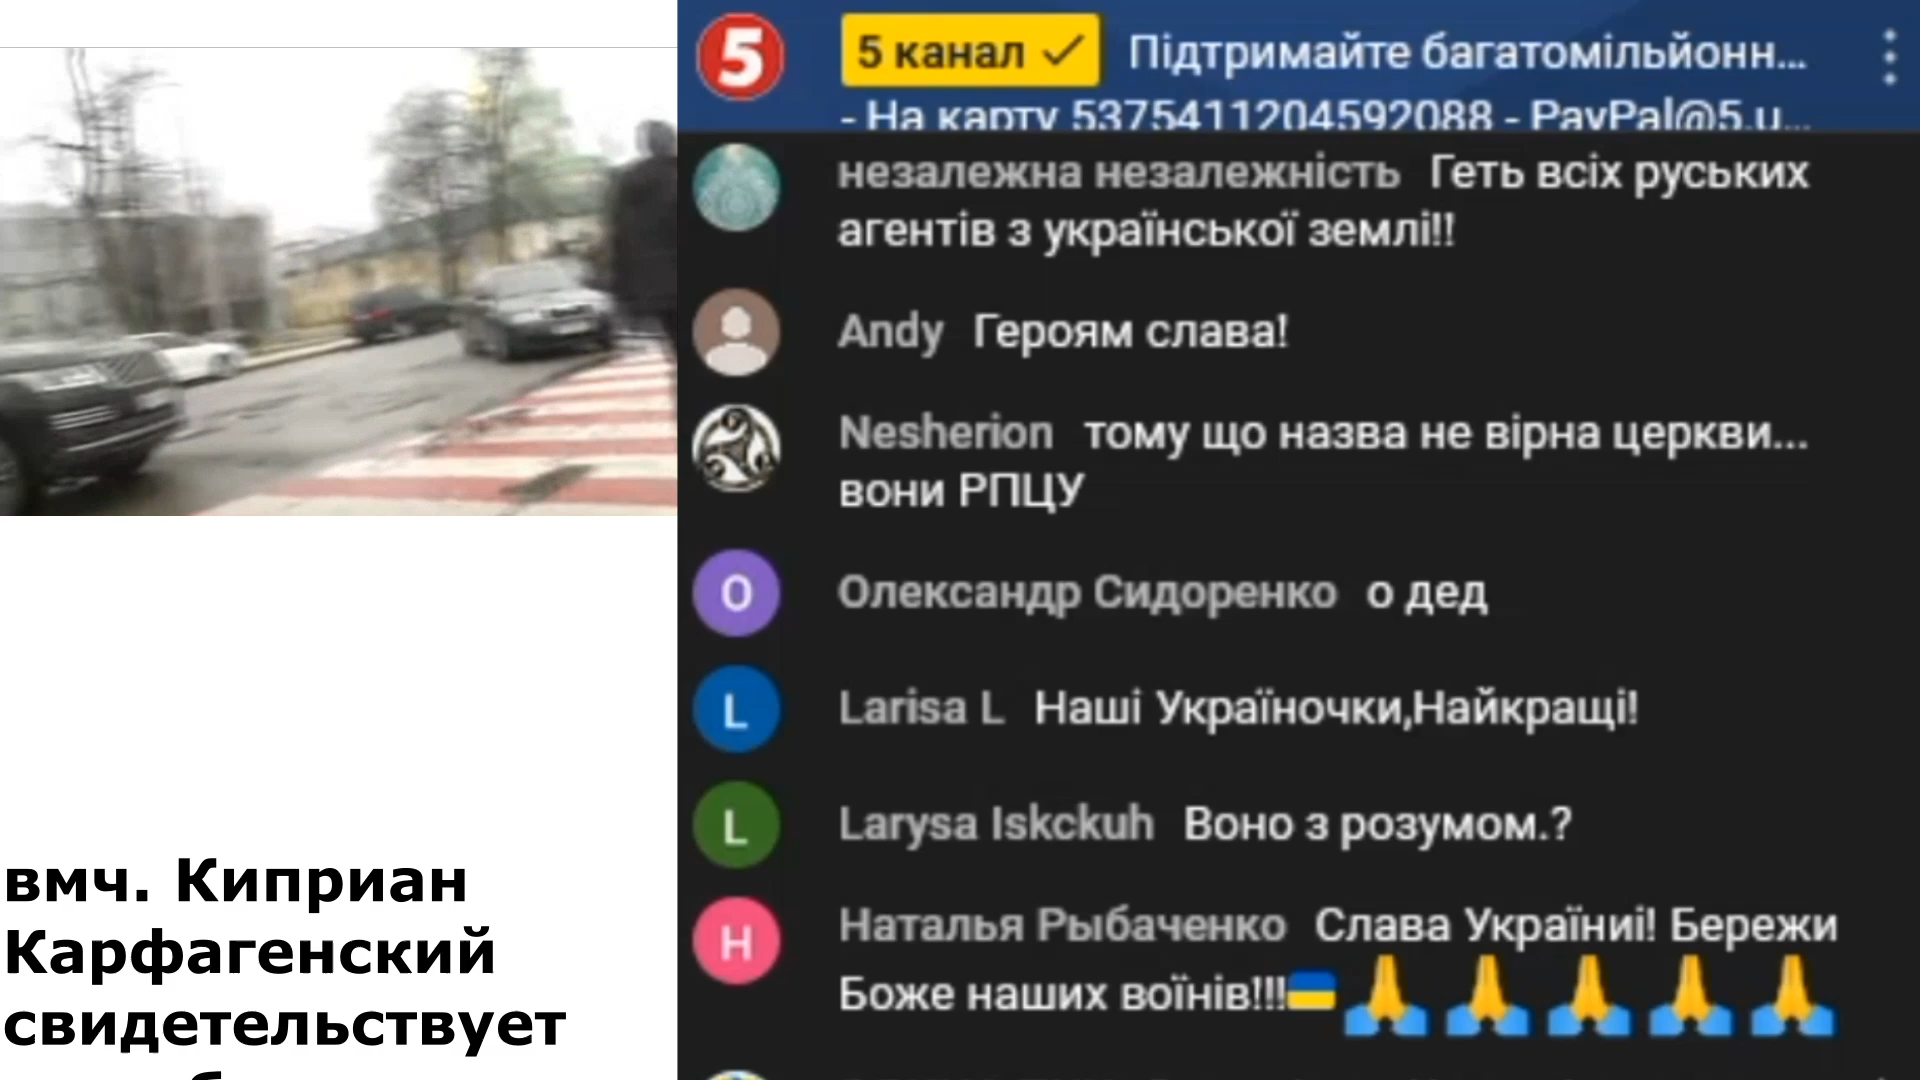 5 5 канал Підтримайте багатомільйонн...
- На карту 5375411204592088 - PayPal@5.u...
незалежна незалежність Геть всіх руських
агентів з української землі!!
Andy Героям слава!
Nesherion тому що назва не вірна церкви...
вони РПЦУ
О Олександр Сидоренко о дед
L Larisa L Наші Україночки,Найкращі!
L Larysa Iskckuh Воно з розумом.?
Н Наталья Рыбаченко Слава Україниі! Бережи
Боже наших воїнів!!!
вмч. Киприан
Карфагенский
свидетельствует